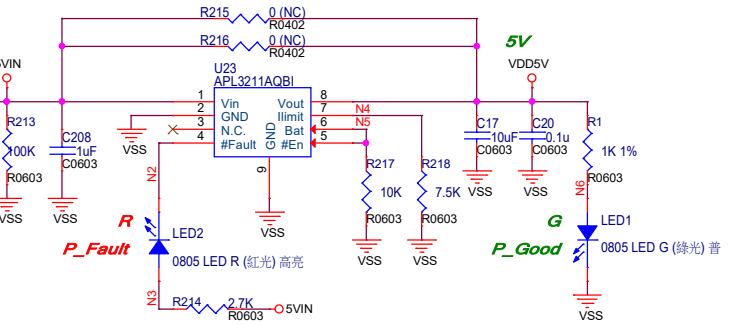 R215 0 (NC)
R0402
R216 0 (NC)
R0402
5V
5VIN
U23
VDD5V
APL3211AQBI
1 Vin Vout 8
2 GND Ilimit 7 N4
3 N.C. Bat 6 N5
4 #Fault #En 5
GND
9
R213
100K
R0603
VSS
C208
1uF
C0603
VSS
VSS
C17
10uF
C0603
VSS
C20
0.1u
C0603
VSS
R1
1K 1%
R0603
N2
R217
10K
R0603
VSS
R218
7.5K
R0603
VSS
N6
VSS
R
P_Fault
LED2
0805 LED R (紅光) 高亮
G
P_Good
LED1
0805 LED G (綠光) 普
N3
R214 2.7K
R0603
5VIN
VSS